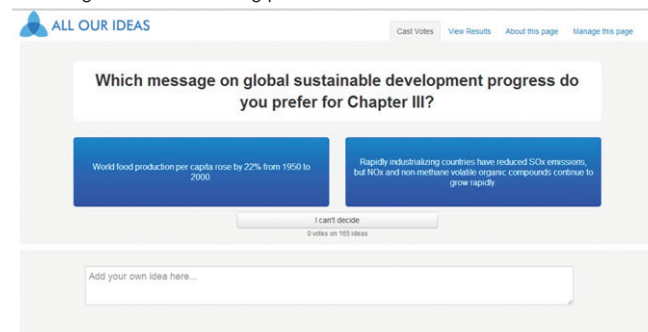 ALL OUR IDEAS
Cast Votes View Results About this page Manage this page
Which message on global sustainable development progress do
you prefer for Chapter III?
World food production per capita rose by 22% from 1950 to
2000.
Rapidly industrializing countries have reduced SOx emissions,
but NOx and non-methane volatile organic compounds continue to
grow rapidly.
I can't decide
0 votes on 165 ideas
Add your own idea here...